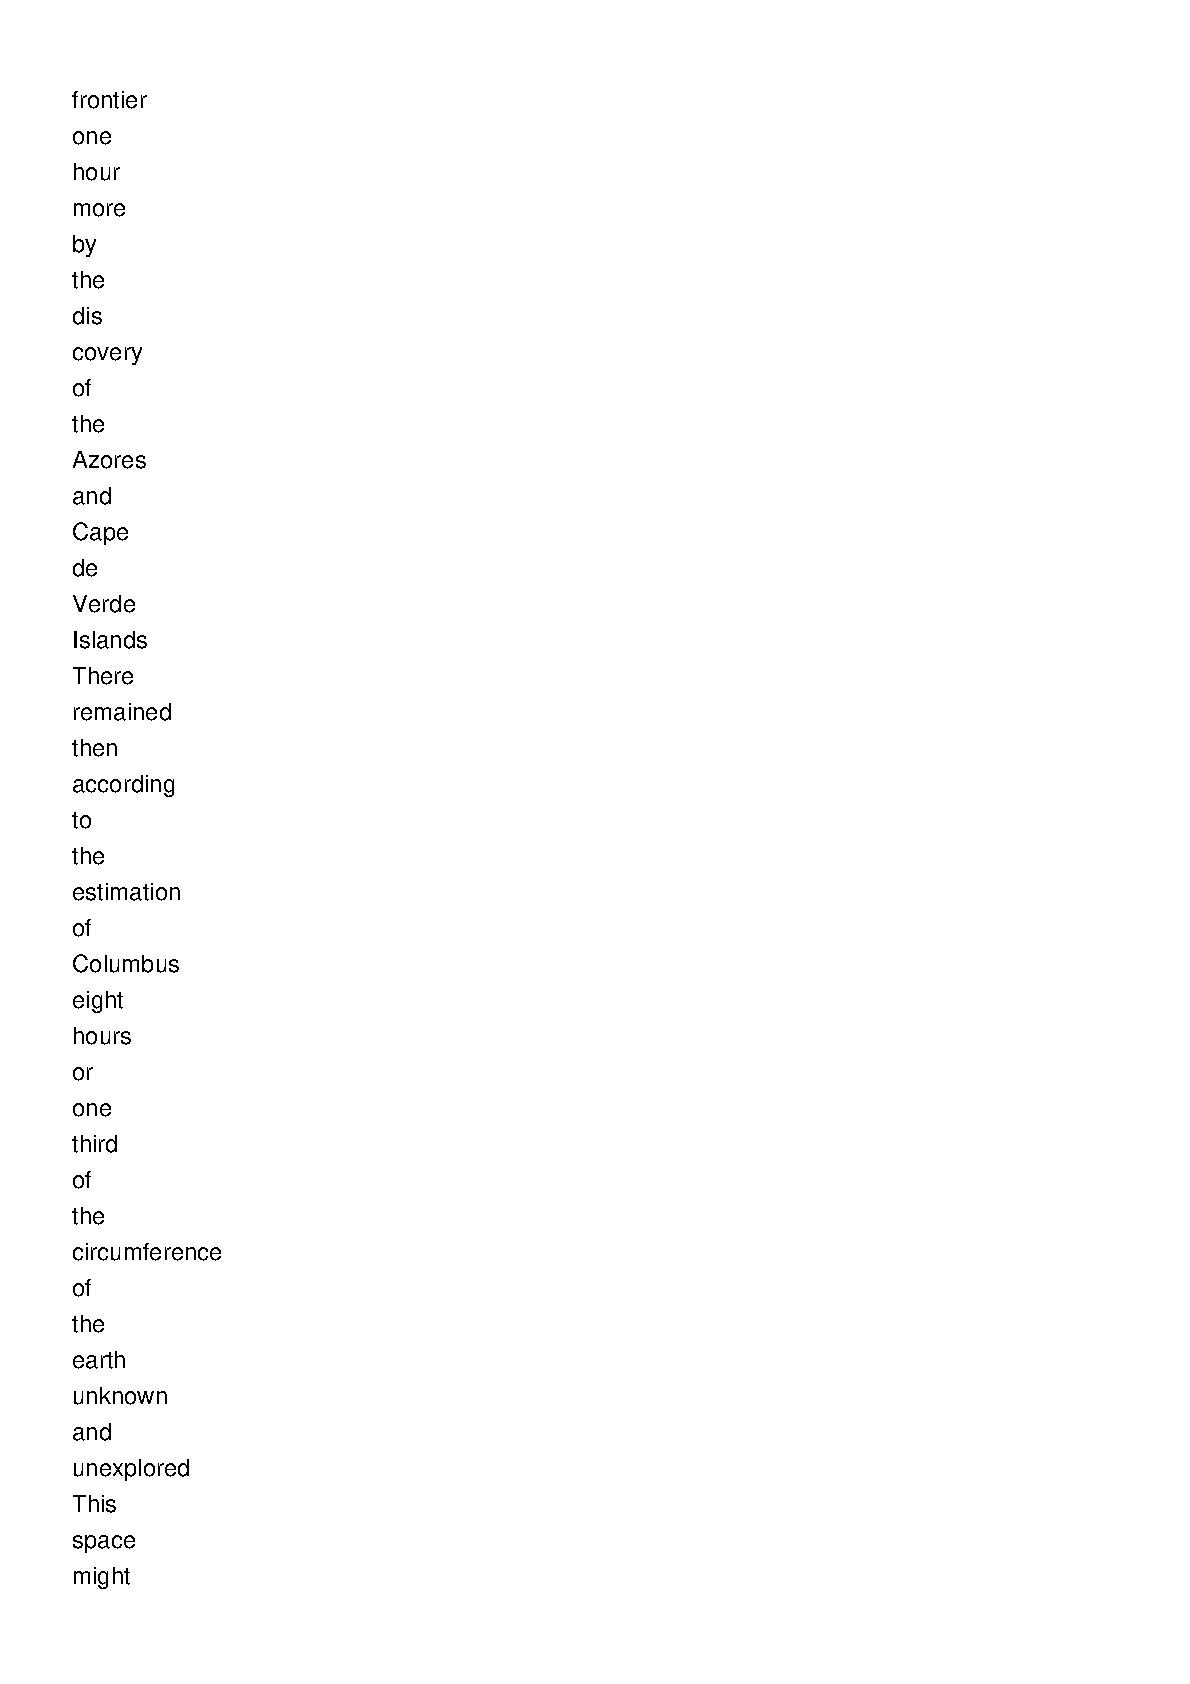 frontier
one
hour
more
by
the
dis
covery
of
the
Azores
and
Cape
de
Verde
Islands
There
remained
then
according
to
the
estimation
of
Columbus
eight
hours
or
one
third
of
the
circumference
of
the
earth
unknown
and
unexplored
This
space
might